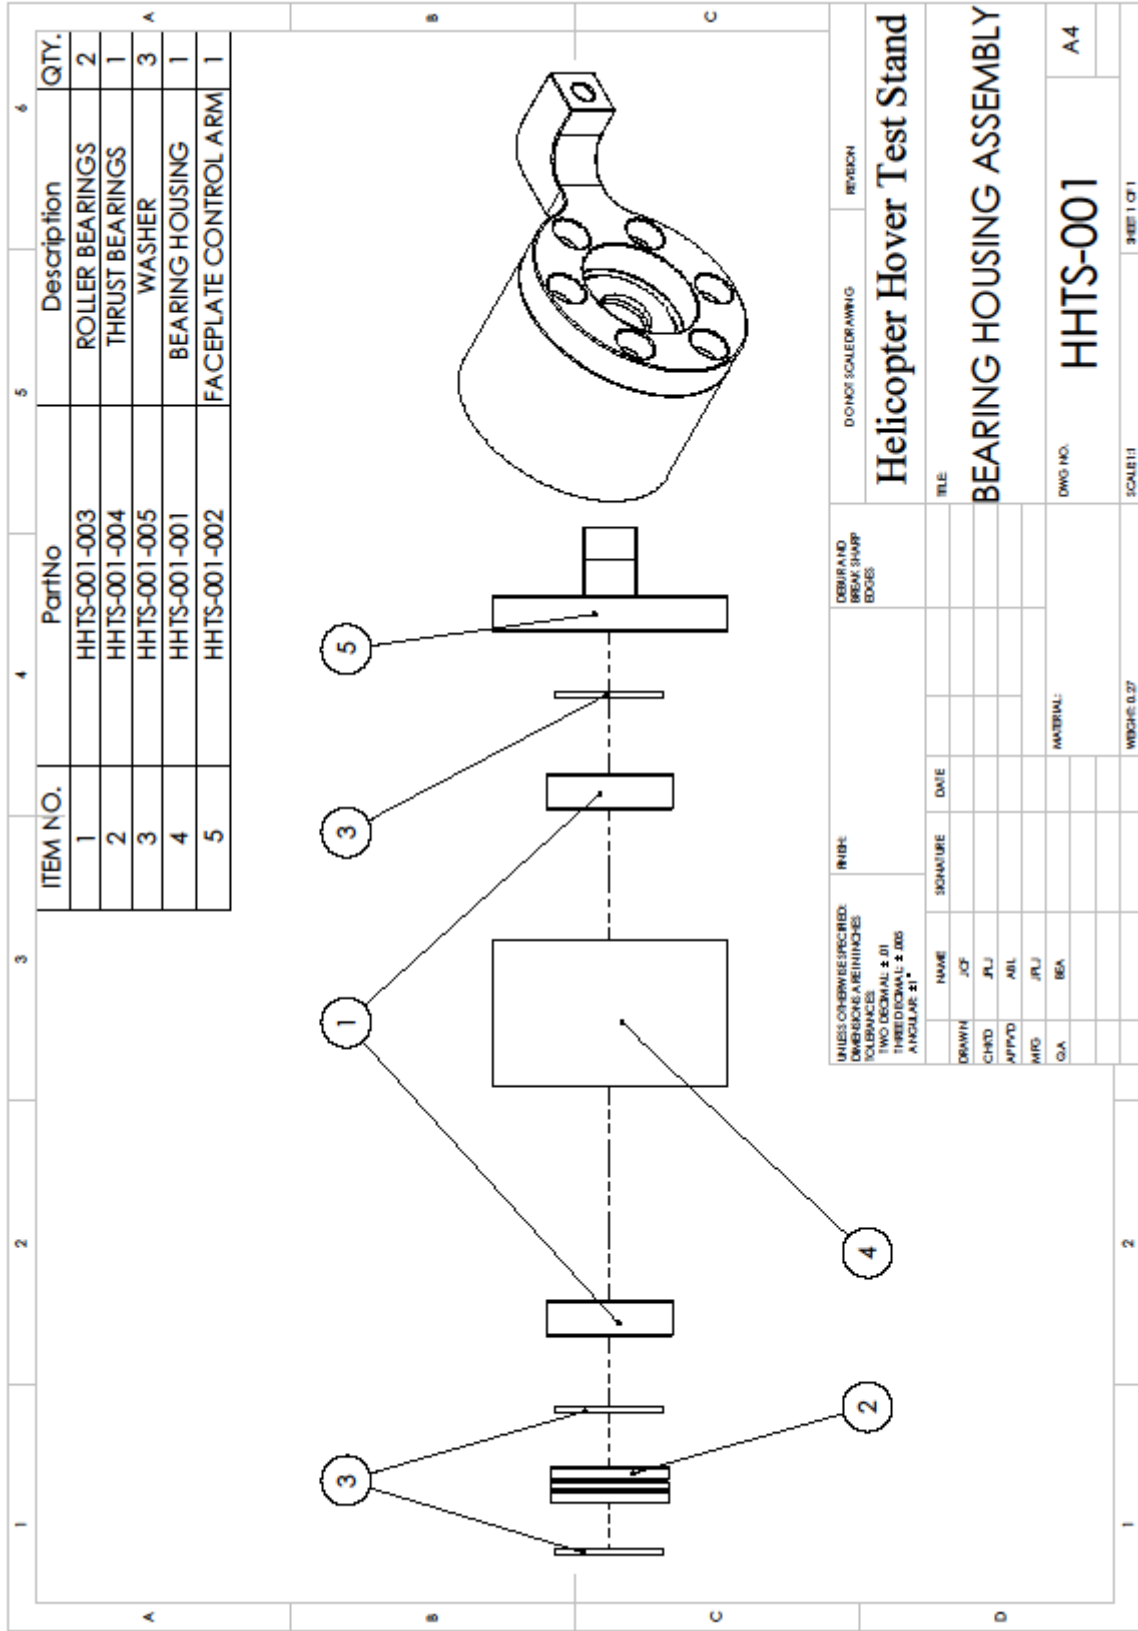 1 2 3 4 5 6
A
B
C
D
ITEM NO. PartNo Description QTY.
1 HHTS-001-003 ROLLER BEARINGS 2
2 HHTS-001-004 THRUST BEARINGS 1
3 HHTS-001-005 WASHER 3
4 HHTS-001-001 BEARING HOUSING 1
5 HHTS-001-002 FACEPLATE CONTROL ARM 1
3
1
3
5
2
4
UNLESS OTHERWISE SPECIFIED:
DIMENSIONS ARE IN INCHES
TOLERANCES:
TWO DECIMAL: ± .01
THREE DECIMAL: ± .005
ANGULAR: ±1°
FINISH:
DEBUR AND
BREAK SHARP
EDGES
DO NOT SCALE DRAWING
REVISION
Helicopter Hover Test Stand
NAME SIGNATURE DATE
DRAWN JCF
CHK'D JPLJ
APPV'D ABL
MFG JPLJ
QA BEA
TITLE:
BEARING HOUSING ASSEMBLY
MATERIAL:
DWG NO.
HHTS-001
A4
WEIGHT: 0.27
SCALE:1:1
SHEET 1 OF 1
A
B
C
1 2